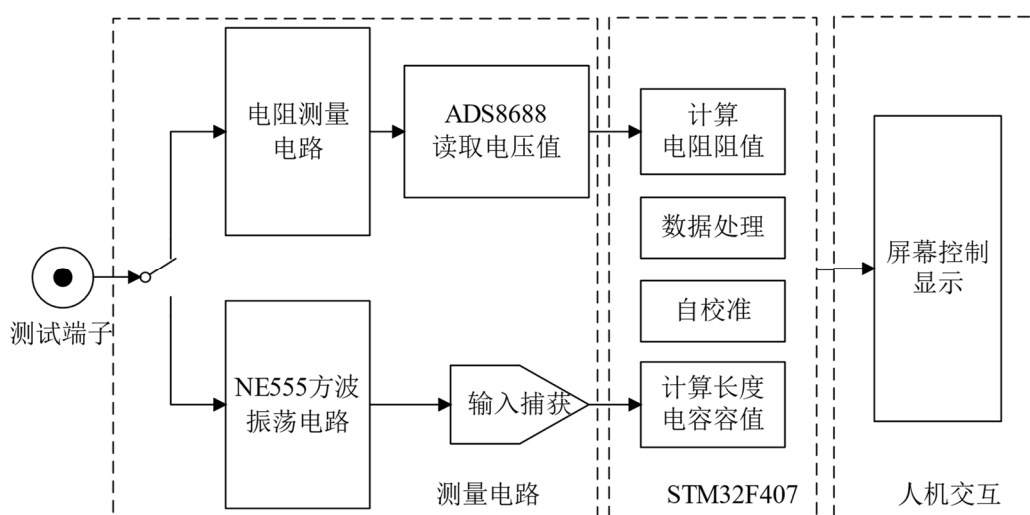 电阻测量
电路
ADS8688
读取电压值
计算
电阻阻值
数据处理
屏幕控制
显示
测试端子
自校准
NE555方波
振荡电路
输入捕获
计算长度
电容容值
测量电路
STM32F407
人机交互